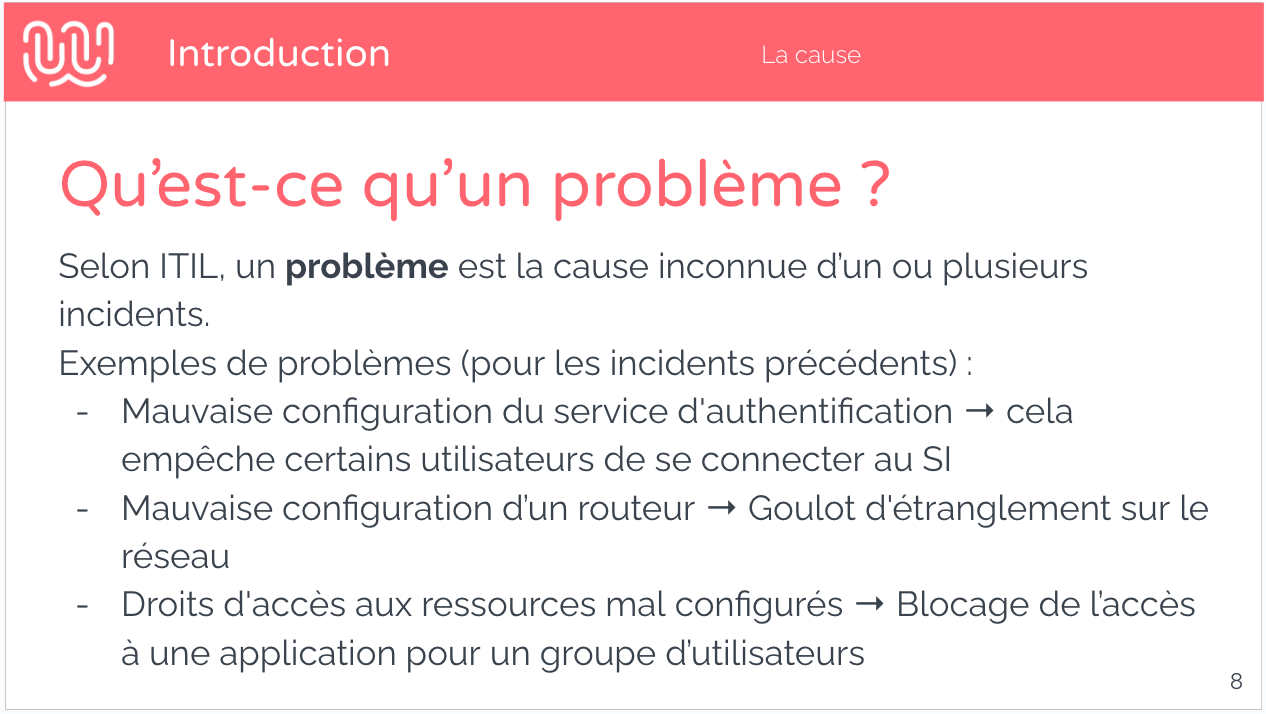 Introduction
La cause
Qu’est-ce qu’un problème ?
Selon ITIL, un problème est la cause inconnue d’un ou plusieurs
incidents.
Exemples de problèmes (pour les incidents précédents) :
- Mauvaise configuration du service d'authentification → cela
empêche certains utilisateurs de se connecter au SI
- Mauvaise configuration d’un routeur → Goulot d'étranglement sur le
réseau
- Droits d'accès aux ressources mal configurés → Blocage de l’accès
à une application pour un groupe d’utilisateurs
8